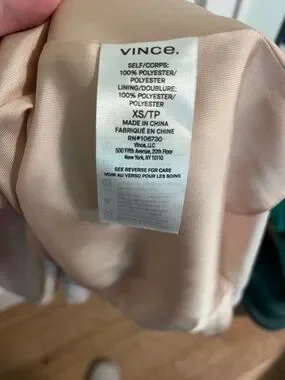 VINCE.
SELF/CORPS:
100% POLYESTER/
POLYESTER
LINING/DOUBLURE:
100% POLYESTER/
POLYESTER
XS/TP
MADE IN CHINA
FABRIQUÉ EN CHINE
RN#106730
Vince, LLC
500 Fifth Avenue, 20th Floor
New York, NY 10110
SEE REVERSE FOR CARE
VOIR AU VERSO POUR LES SOINS